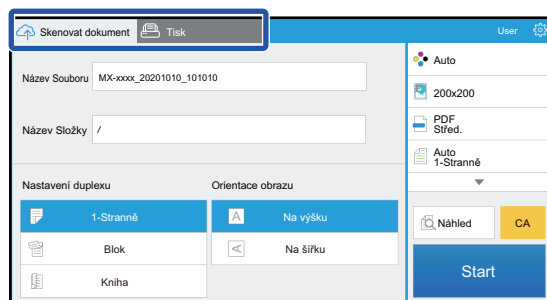 Skenovat dokument
Tisk
User
Název Souboru
MX-xxxx_20201010_101010
Název Složky
/
Nastavení duplexu
Orientace obrazu
1-Stranně
Blok
Kniha
A
Na výšku
A
Na šířku
Auto
200x200
PDF
Střed.
Auto
1-Stranně
Náhled
CA
Start